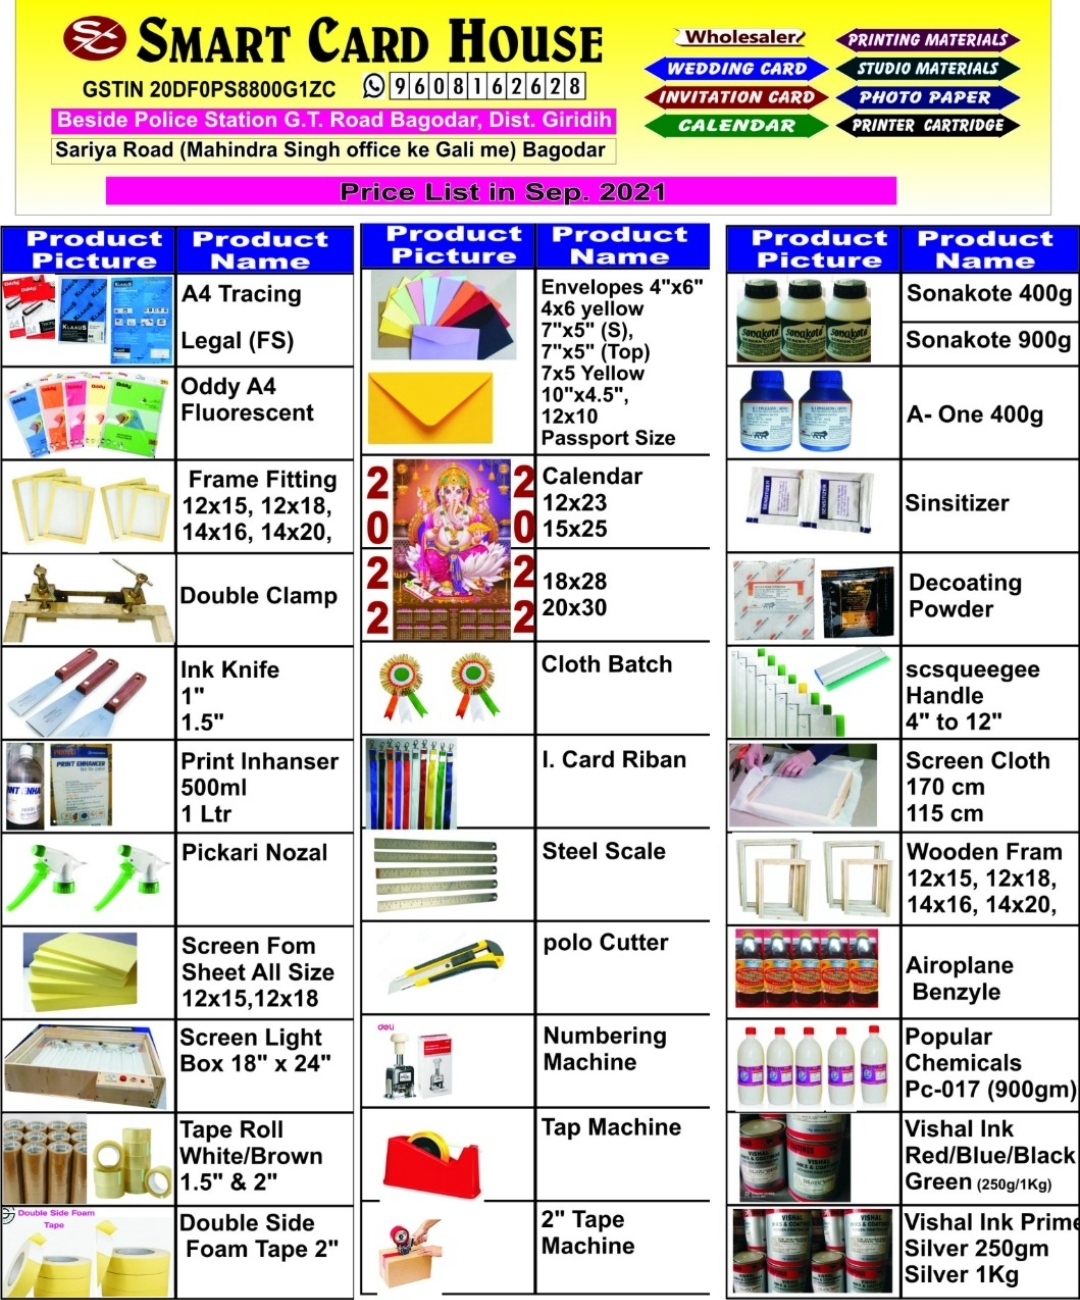 SC
SMART CARD HOUSE
GSTIN 20DF0PS8800G1ZC 9608162628
Beside Police Station G.T. Road Bagodar, Dist. Giridih
Sariya Road (Mahindra Singh office ke Gali me) Bagodar
Wholesaler
PRINTING MATERIALS
WEDDING CARD
STUDIO MATERIALS
INVITATION CARD
PHOTO PAPER
CALENDAR
PRINTER CARTRIDGE
Price List in Sep. 2021
Product Picture
Product Name
A4 Tracing
Legal (FS)
Oddy A4
Fluorescent
Frame Fitting
12x15, 12x18,
14x16, 14x20,
Double Clamp
Ink Knife
1"
1.5"
Print Inhanser
500ml
1 Ltr
PRINT ENHANCER
Pickari Nozal
Screen Fom
Sheet All Size
12x15,12x18
Screen Light
Box 18" x 24"
Tape Roll
White/Brown
1.5" & 2"
Double Side Foam
Tape
Double Side
Foam Tape 2"
Product Picture
Product Name
Envelopes 4"x6"
4x6 yellow
7"x5" (S),
7"x5" (Top)
7x5 Yellow
10"x4.5",
12x10
Passport Size
2022
2022
Calendar
12x23
15x25
18x28
20x30
Cloth Batch
I. Card Riban
Steel Scale
polo Cutter
deli
Numbering
Machine
Tap Machine
2" Tape
Machine
Product Picture
Product Name
sonakote
sonakote
sonakote
Sonakote 400g
Sonakote 900g
A- One 400g
SENSITIZER
SENSITIZER
Sinsitizer
Decoating
Powder
scsqueegee
Handle
4" to 12"
Screen Cloth
170 cm
115 cm
Wooden Fram
12x15, 12x18,
14x16, 14x20,
Airoplane
Benzyle
Popular
Chemicals
Pc-017 (900gm)
VISHAL
VISHAL
Vishal Ink
Red/Blue/Black
Green (250g/1Kg)
VISHAL
VISHAL
Vishal Ink Prime
Silver 250gm
Silver 1Kg